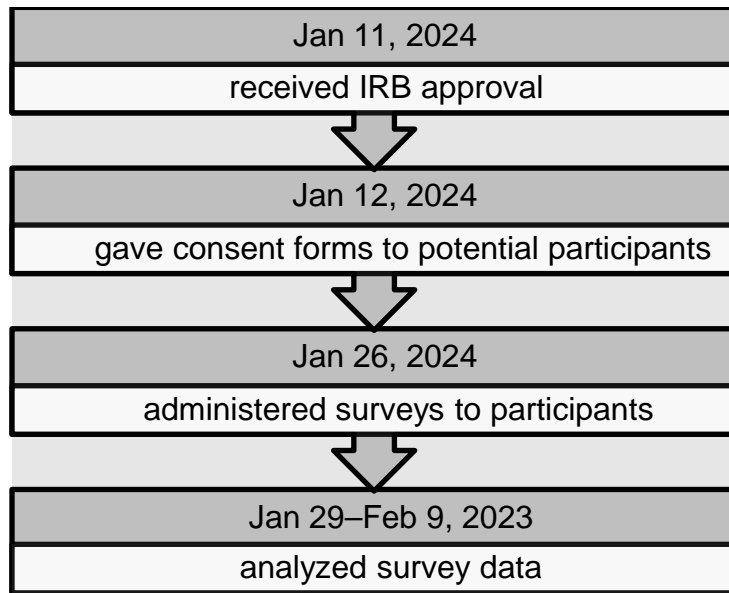 Jan 11, 2024
received IRB approval
Jan 12, 2024
gave consent forms to potential participants
Jan 26, 2024
administered surveys to participants
Jan 29–Feb 9, 2023
analyzed survey data